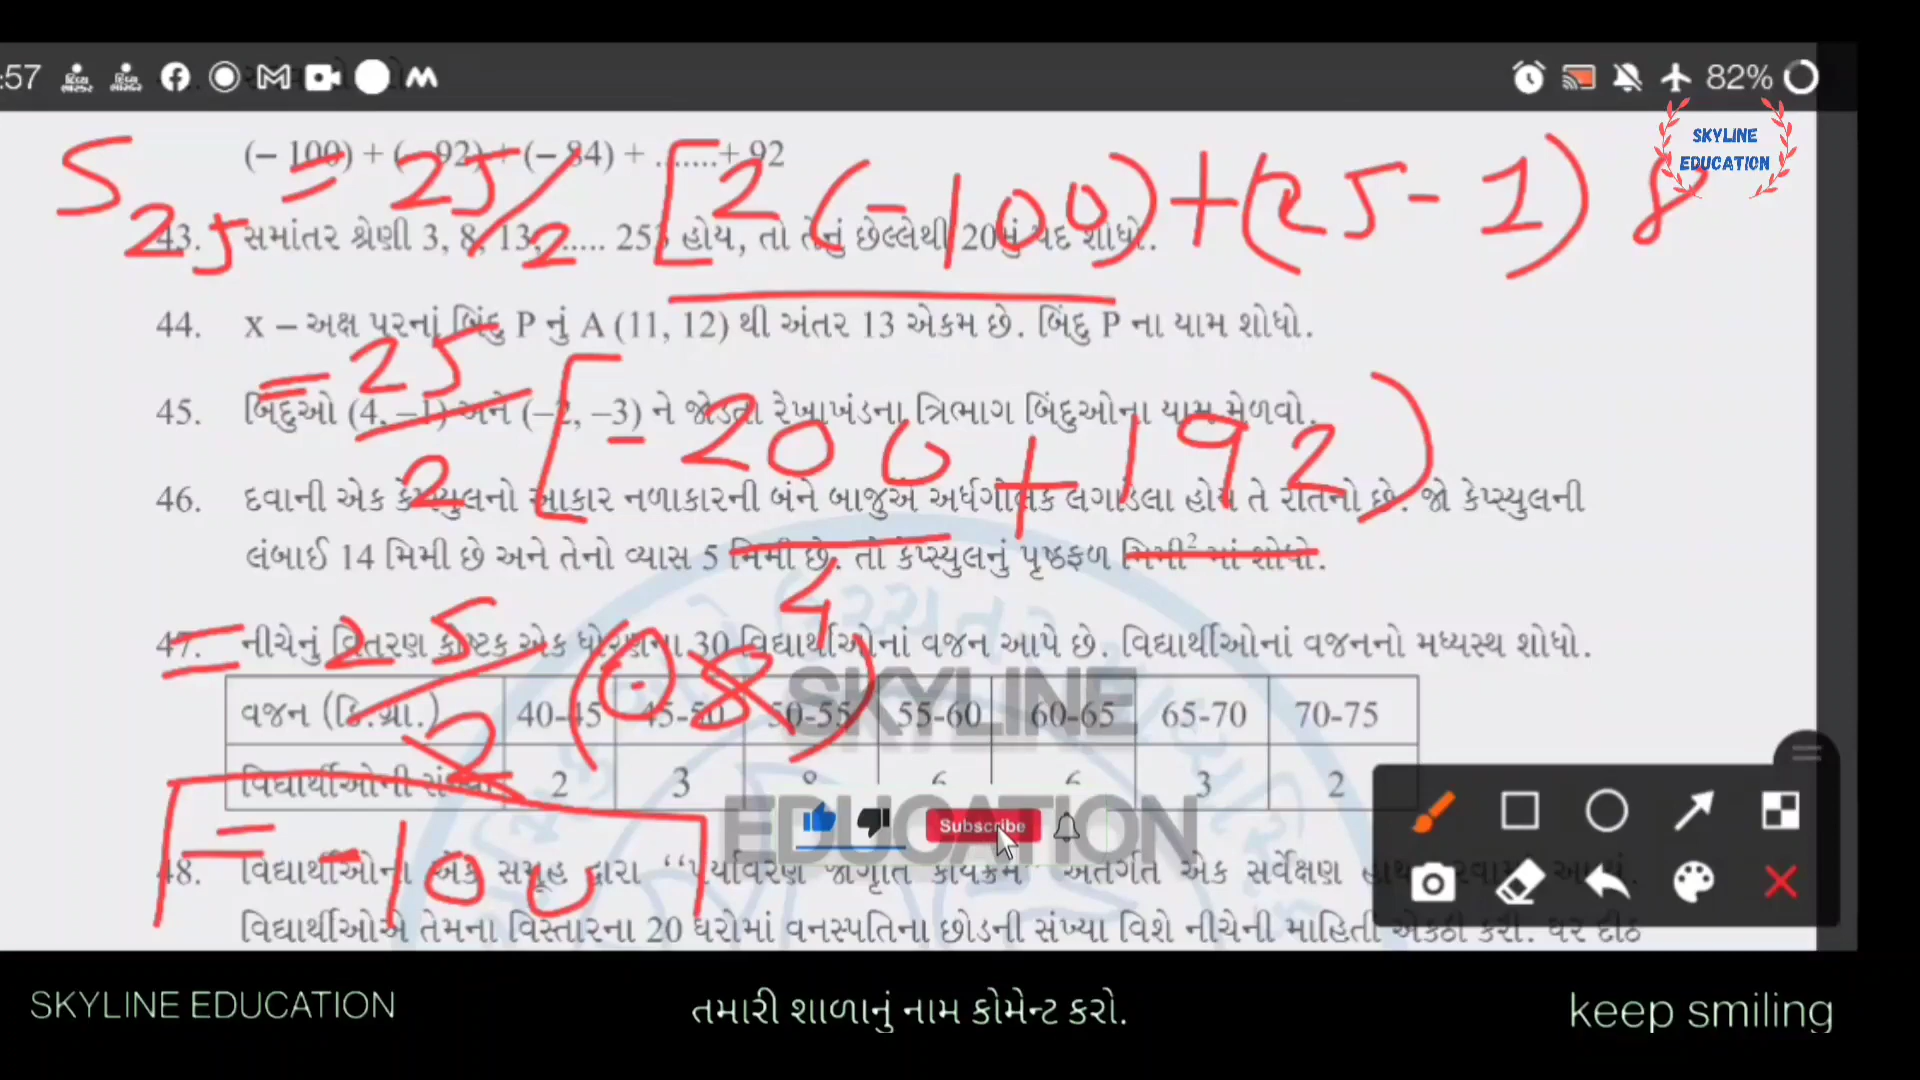 :57 82%
SKYLINE
EDUCATION
(– 100) + (– 92) + (– 84) + .......+ 92
S25 = 25/2 [2(-100)+(25-1)8
43. સમાંતર શ્રેણી 3, 8, 13, ...... 253 હોય, તો તેનું છેલ્લેથી 20મું પદ શોધો.
44. x – અક્ષ પરનાં બિંદુ P નું A (11, 12) થી અંતર 13 એકમ છે. બિંદુ P ના યામ શોધો.
= 25/2 [-200+192)
45. બિંદુઓ (4, –1) અને (–2, –3) ને જોડતા રેખાખંડના ત્રિભાગ બિંદુઓના યામ મેળવો.
46. દવાની એક કેપ્સ્યુલનો આકાર નળાકારની બંને બાજુએ અર્ધગોલક લગાડેલા હોય તે રીતનો છે. જો કેપ્સ્યુલની
લંબાઈ 14 મિમી છે અને તેનો વ્યાસ 5 મિમી છે. તો કેપ્સ્યુલનું પૃષ્ઠફળ મિમી² માં શોધો.
4
= 25/2 (-8)
47. નીચેનું વિતરણ કોષ્ટક એક ધોરણના 30 વિદ્યાર્થીઓનાં વજન આપે છે. વિદ્યાર્થીઓનાં વજનનો મધ્યસ્થ શોધો.
વજન (કિ.ગ્રા.) 40-45 45-50 50-55 55-60 60-65 65-70 70-75
વિદ્યાર્થીઓની સંખ્યા 2 3 8 6 6 3 2
SKYLINE
EDUCATION
Subscribe
= -100
48. વિદ્યાર્થીઓના એક સમૂહ દ્વારા “પર્યાવરણ જાગૃતિ કાર્યક્રમ” અંતર્ગત એક સર્વેક્ષણ
વિદ્યાર્થીઓએ તેમના વિસ્તારના 20 ઘરોમાં વનસ્પતિના છોડની સંખ્યા વિશે નીચેની માહિતી એકઠી કરી. ઘર દીઠ
SKYLINE EDUCATION
તમારી શાળાનું નામ કોમેન્ટ કરો.
keep smiling